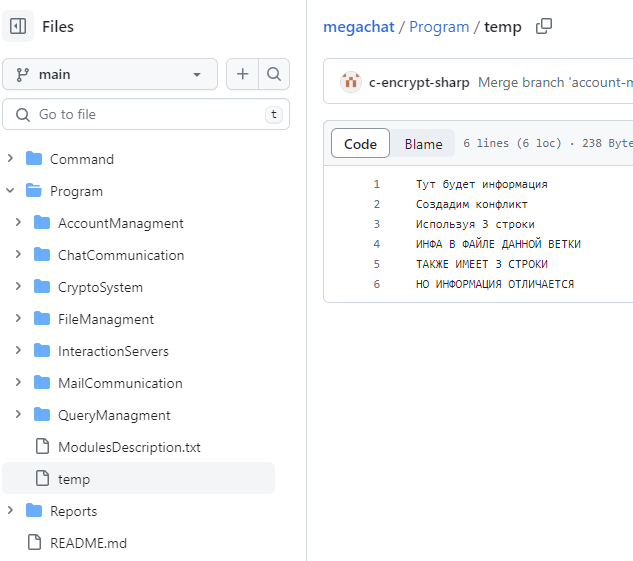 Files
main
Go to file
t
Command
Program
AccountManagment
ChatCommunication
CryptoSystem
FileManagment
InteractionServers
MailCommunication
QueryManagment
ModulesDescription.txt
temp
Reports
README.md
megachat / Program / temp
c-encrypt-sharp Merge branch 'account-m
Code Blame 6 lines (6 loc) · 238 Byte
1 Тут будет информация
2 Создадим конфликт
3 Используя 3 строки
4 ИНФА В ФАЙЛЕ ДАННОЙ ВЕТКИ
5 ТАКЖЕ ИМЕЕТ 3 СТРОКИ
6 НО ИНФОРМАЦИЯ ОТЛИЧАЕТСЯ